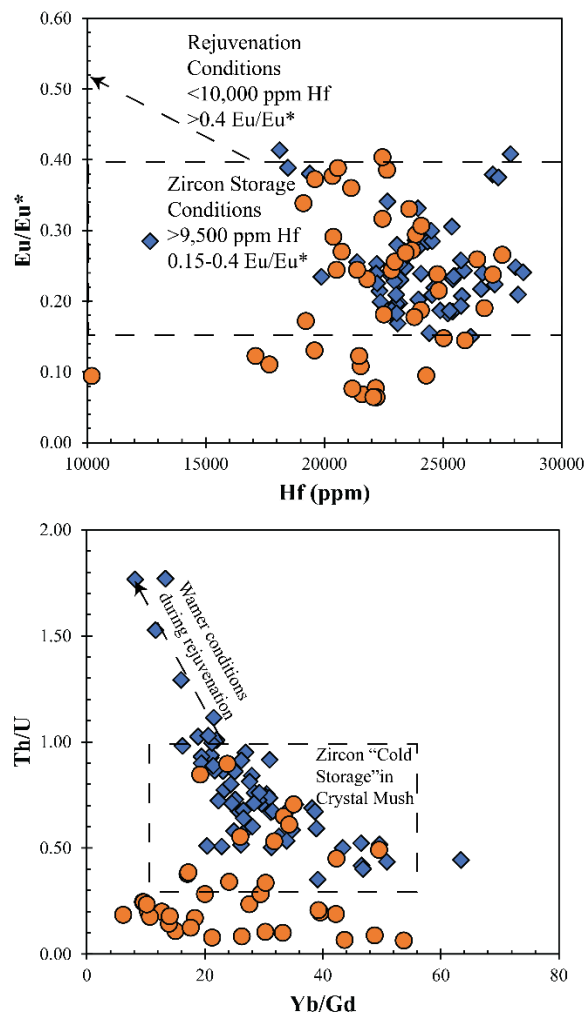 0.60
Rejuvenation
Conditions
<10,000 ppm Hf
>0.4 Eu/Eu*
0.50
0.40
Zircon Storage
Conditions
>9,500 ppm Hf
0.15-0.4 Eu/Eu*
0.30
0.20
0.10
0.00
Eu/Eu*
10000 15000 20000 25000 30000
Hf (ppm)
2.00
Wamer conditions
during rejuvenation
1.50
1.00
Zircon “Cold
Storage”in
Crystal Mush
0.50
0.00
Th/U
0 20 40 60 80
Yb/Gd